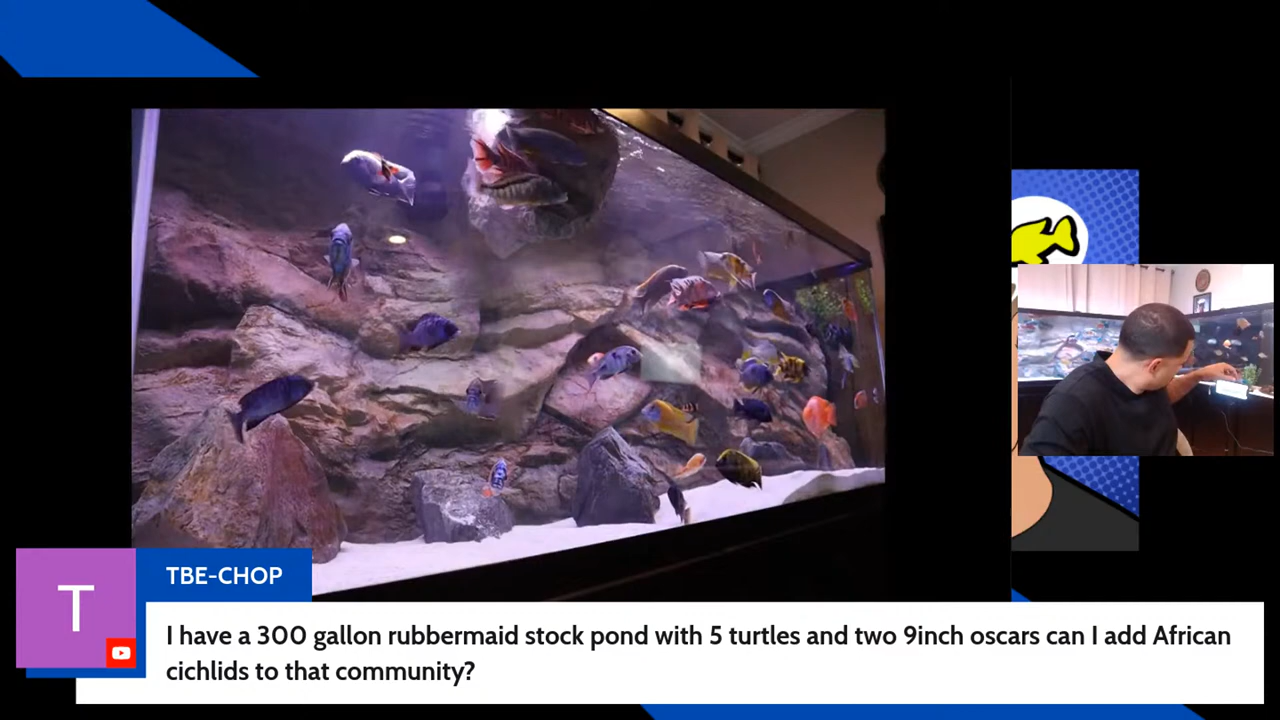 T
TBE-CHOP
I have a 300 gallon rubbermaid stock pond with 5 turtles and two 9inch oscars can I add African
cichlids to that community?